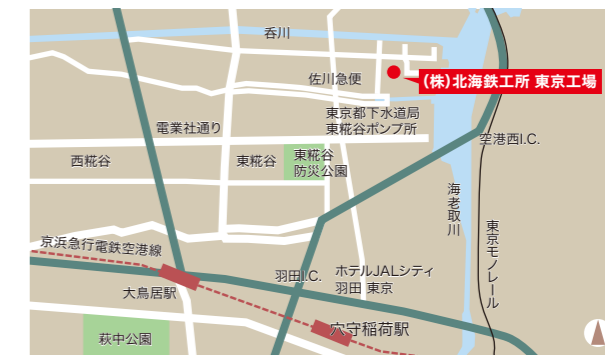 呑川
佐川急便
(株)北海鉄工所 東京工場
東京都下水道局
東糀谷ポンプ所
電業社通り
空港西I.C.
西糀谷
東糀谷
東糀谷
防災公園
海老取川
東京モノレール
京浜急行電鉄空港線
羽田I.C.
ホテルJALシティ
羽田 東京
大鳥居駅
穴守稲荷駅
萩中公園